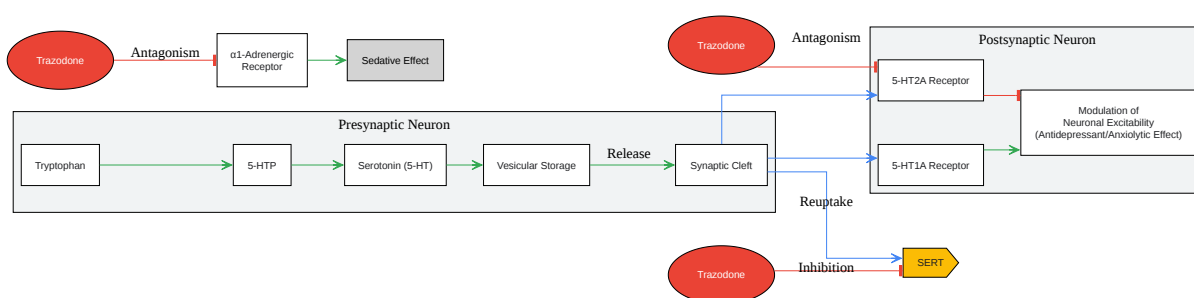 Trazodone
Antagonism
α1-Adrenergic
Receptor
Sedative Effect
Trazodone
Antagonism
Postsynaptic Neuron
5-HT2A Receptor
Modulation of
Neuronal Excitability
(Antidepressant/Anxiolytic Effect)
5-HT1A Receptor
Presynaptic Neuron
Tryptophan
5-HTP
Serotonin (5-HT)
Vesicular Storage
Release
Synaptic Cleft
Reuptake
Trazodone
Inhibition
SERT